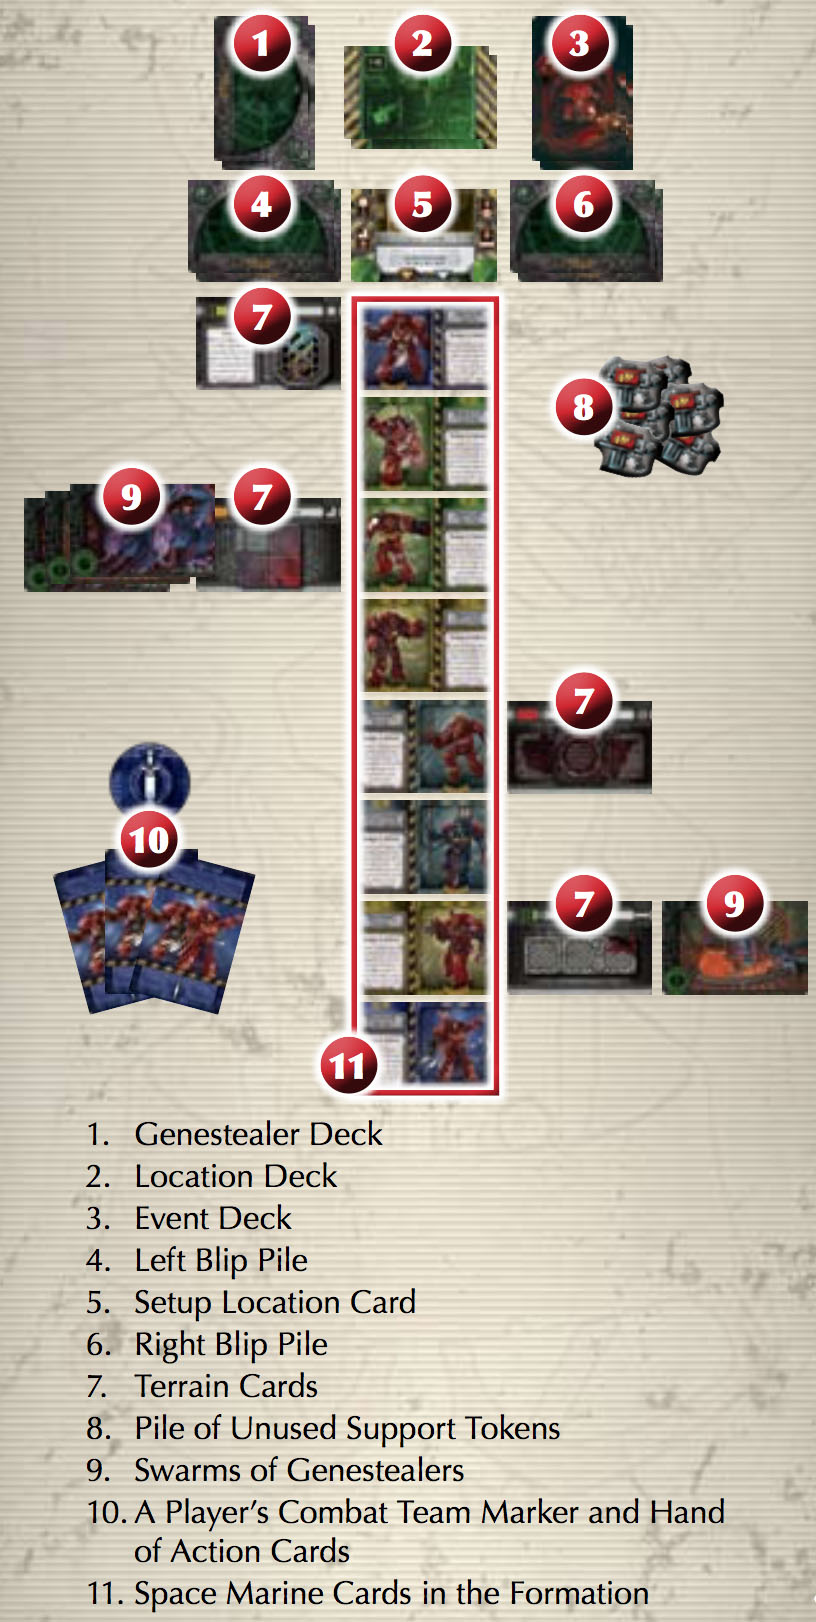 1
2
3
4
5
6
7
8
9
7
7
10
7
9
11
1. Genestealer Deck
2. Location Deck
3. Event Deck
4. Left Blip Pile
5. Setup Location Card
6. Right Blip Pile
7. Terrain Cards
8. Pile of Unused Support Tokens
9. Swarms of Genestealers
10. A Player’s Combat Team Marker and Hand
of Action Cards
11. Space Marine Cards in the Formation